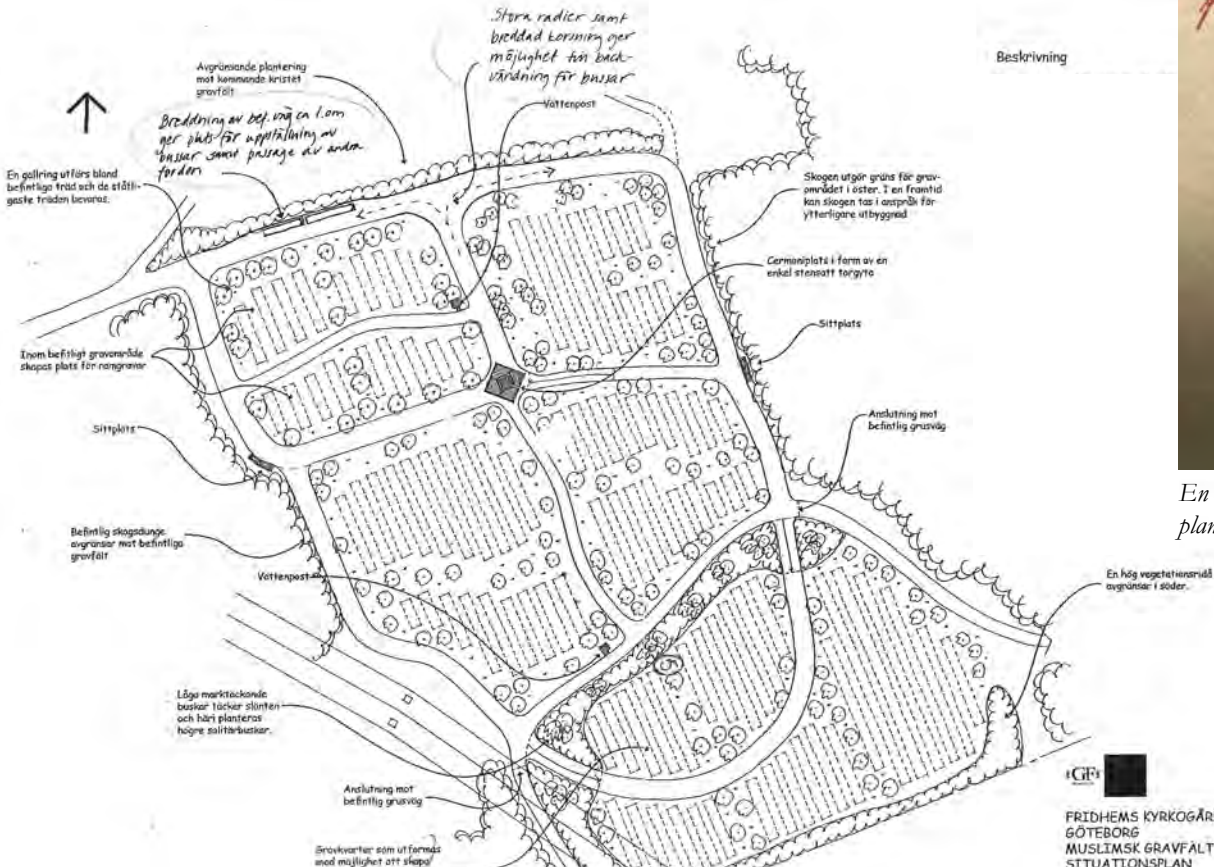 Stora radier samt
breddad korsning ger
möjlighet till back-
vändning för bussar
Beskrivning
Avgränsande plantering
mot kommande kristet
gravfält
Vattenpost
Breddning av bef. väg ca 1.0m
ger plats för uppställning av
bussar samt passage av andra
fordon
En gallring utförs bland
befintliga träd och de ståtli-
gaste träden bevaras.
Skogen utgör gräns för grav-
området i öster. I en framtid
kan skogen tas i anspråk för
ytterligare utbyggnad
Cermoniplats i form av en
enkel stensatt torgyta
Sittplats
Inom befitligt gravområde
skapas plats för namngravar
Sittplats
Anslutning mot
befintlig grusväg
En
plan
Befintlig skogsdunge
avgränsar mot befintliga
gravfält
Vattenpost
En hög vegetationsridå
avgränsar i söder.
Låga marktäckande
buskar täcker slänten
och häri planteras
högre solitärbuskar.
Anslutning mot
befintlig grusväg
Gravkvarter som utformas
med möjlighet att skapa
GF
FRIDHEMS KYRKOGÅR
GÖTEBORG
MUSLIMSK GRAVFÄLT
SITUATIONSPLAN